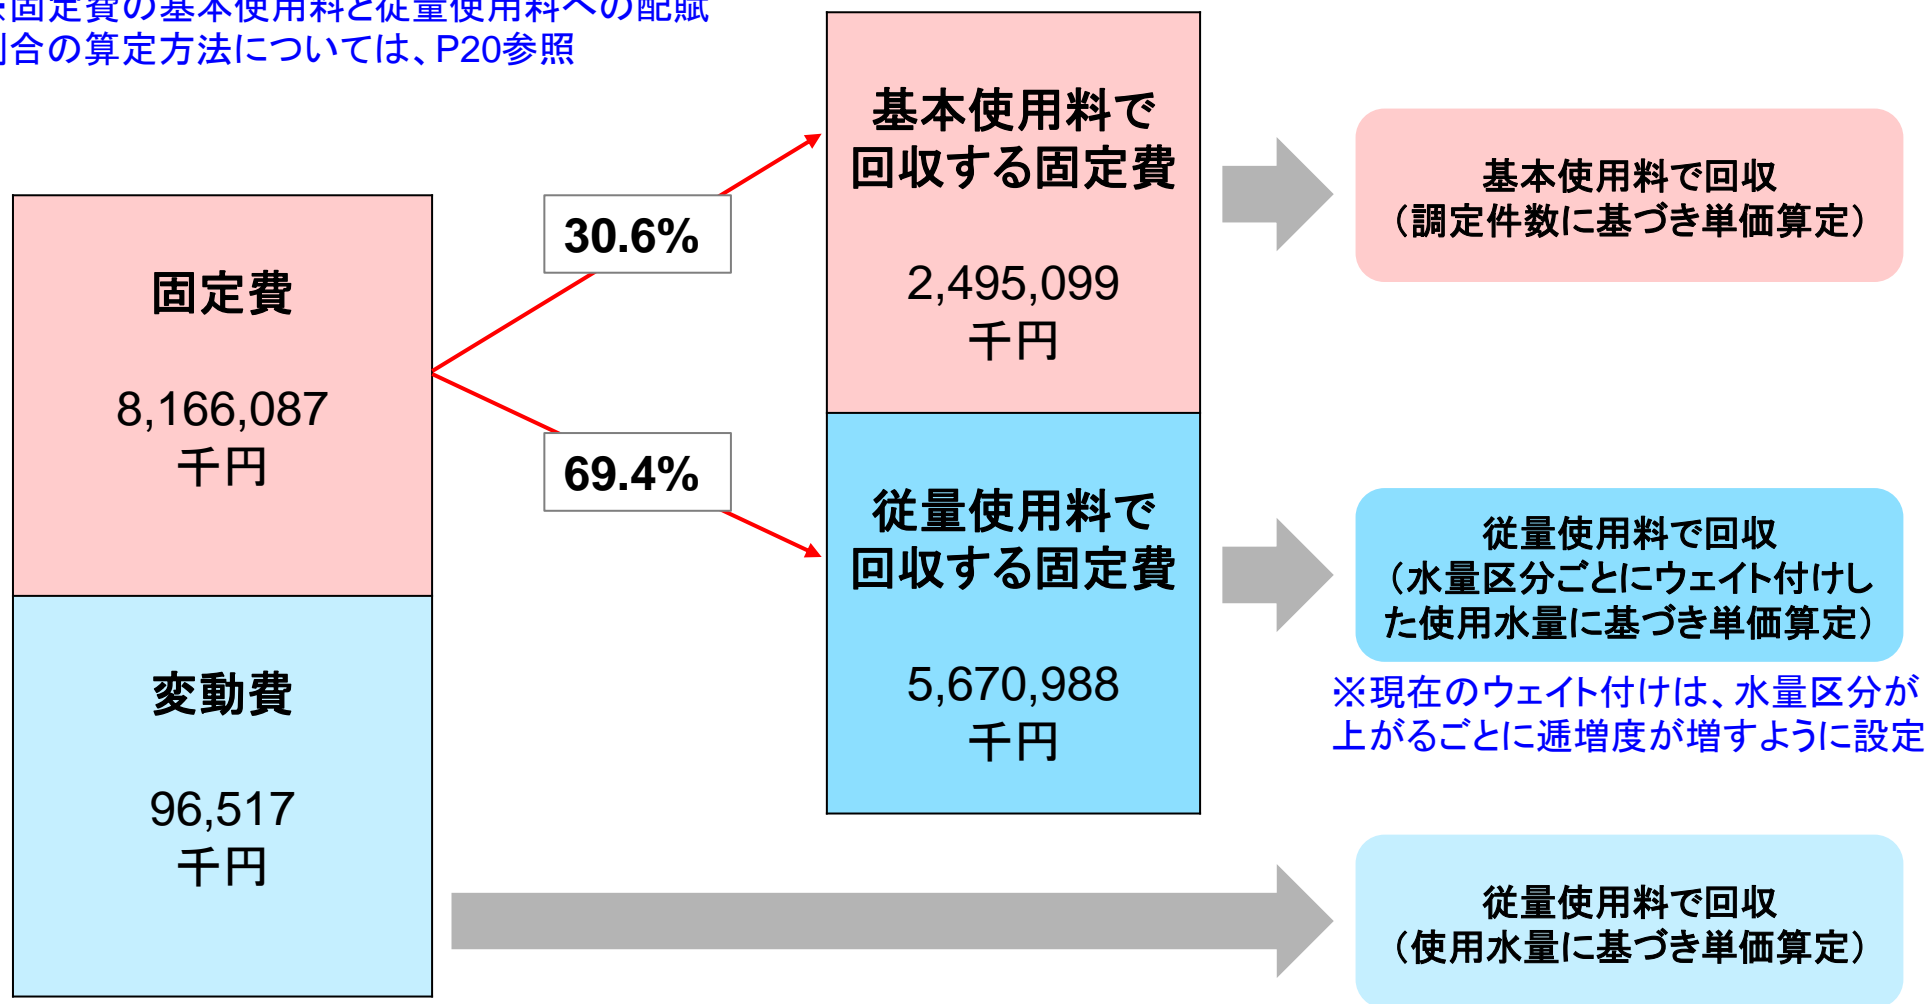 固定費の基本使用料と従量使用料への配賦
合の算定方法については、P20参照
固定費
8,166,087
千円
変動費
96,517
千円
30.6%
69.4%
基本使用料で
回収する固定費
2,495,099
千円
従量使用料で
回収する固定費
5,670,988
千円
基本使用料で回収
（調定件数に基づき単価算定）
従量使用料で回収
（水量区分ごとにウェイト付けし
た使用水量に基づき単価算定）
※現在のウェイト付けは、水量区分が
上がるごとに逓増度が増すように設定
従量使用料で回収
（使用水量に基づき単価算定）